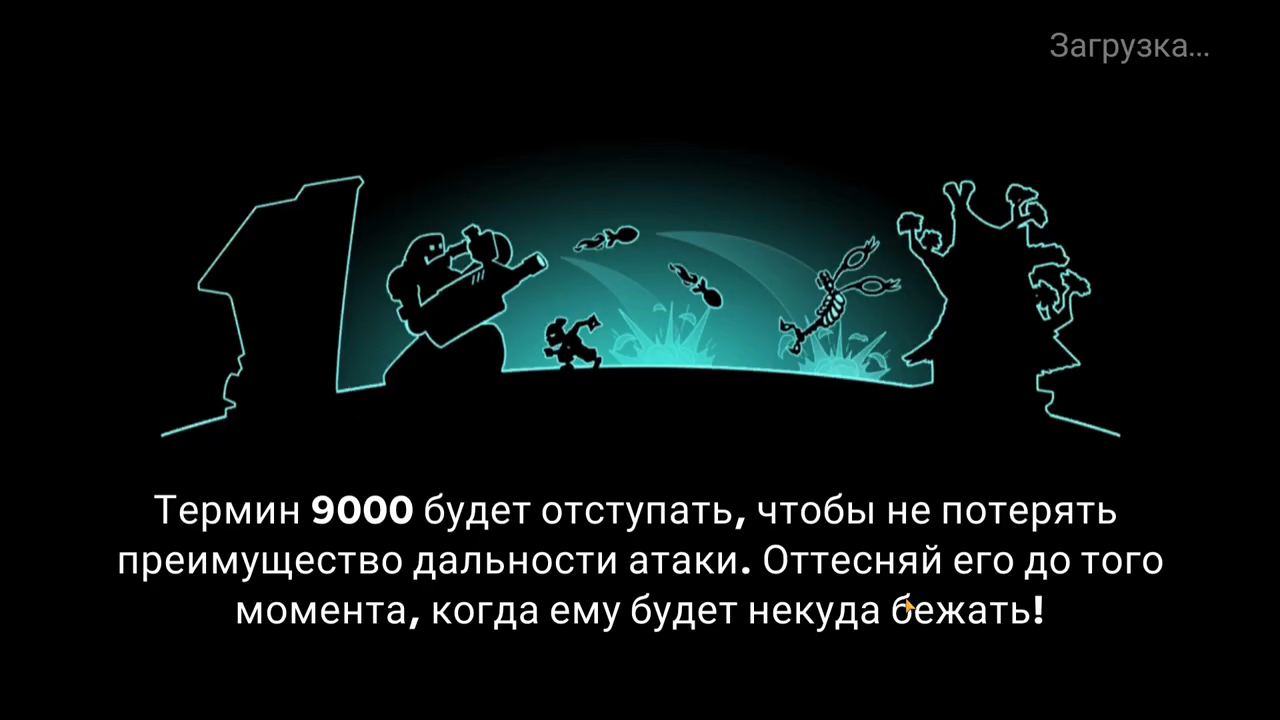 Загрузка...
Термин 9000 будет отступать, чтобы не потерять
преимущество дальности атаки. Оттесняй его до того
момента, когда ему будет некуда бежать!